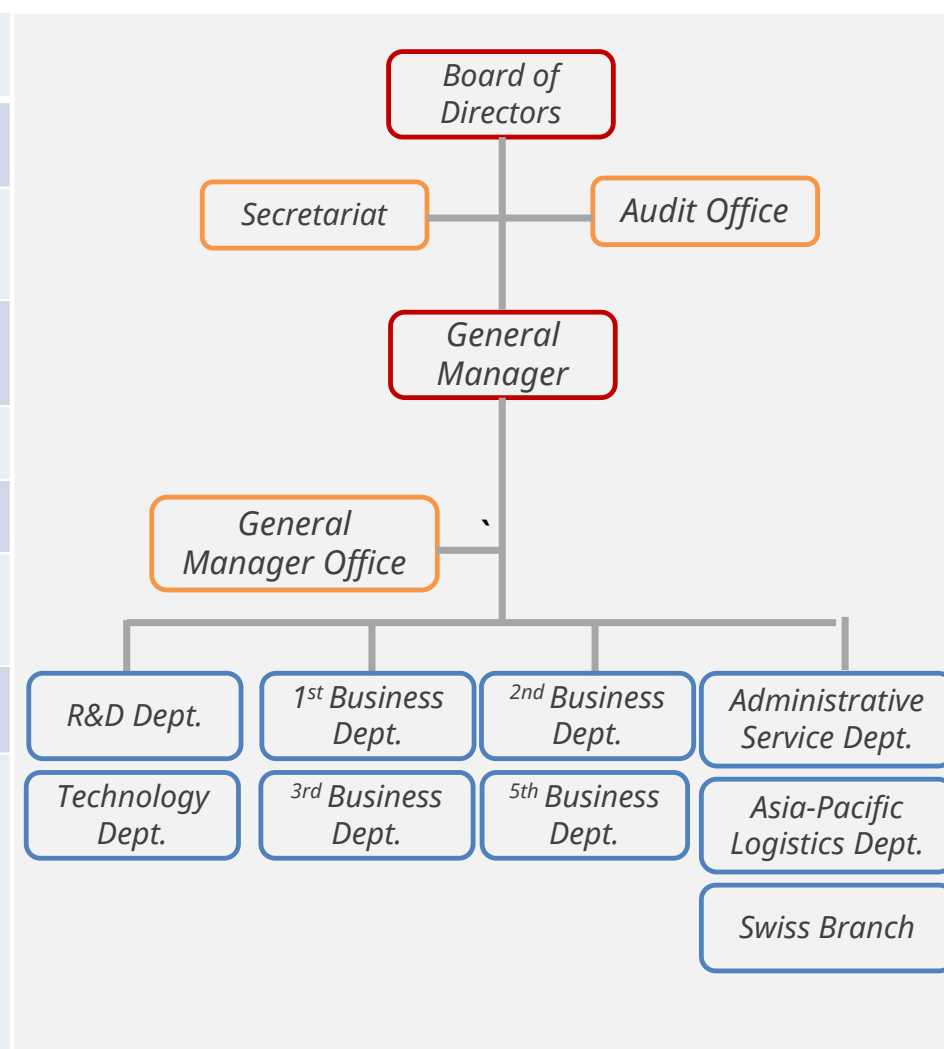 Board of
Directors
Secretariat
Audit Office
General
Manager
`
General
Manager Office
R&D Dept.
1st Business
Dept.
2nd Business
Dept.
Administrative
Service Dept.
Technology
Dept.
3rd Business
Dept.
5th Business
Dept.
Asia-Pacific
Logistics Dept.
Swiss Branch